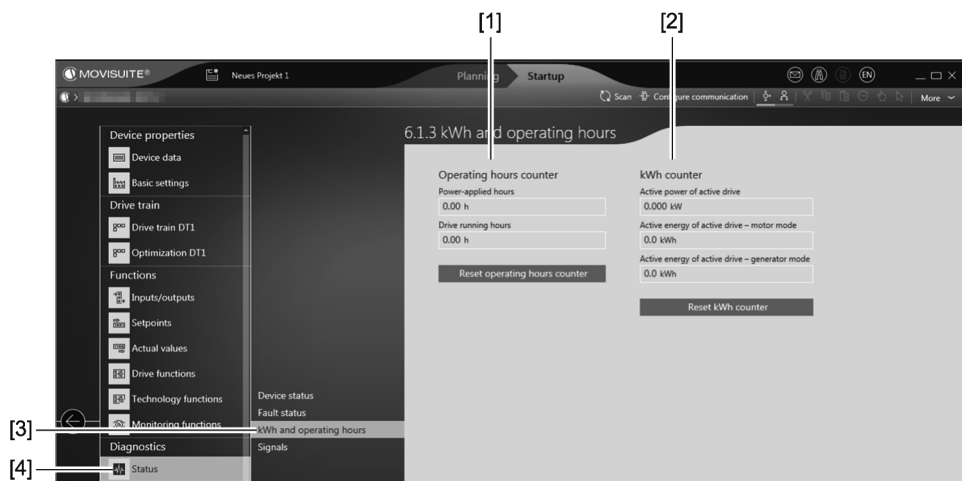 [1]
[2]
MOVISUITE®
Neues Projekt 1
Planning
Startup
EN
Scan
Configure communication
More
Device properties
Device data
Basic settings
Drive train
Drive train DT1
Optimization DT1
Functions
Inputs/outputs
Setpoints
Actual values
Drive functions
Technology functions
Monitoring functions
Diagnostics
Status
Device status
Fault status
kWh and operating hours
Signals
[3]
[4]
6.1.3 kWh and operating hours
Operating hours counter
Power-applied hours
0.00 h
Drive running hours
0.00 h
Reset operating hours counter
kWh counter
Active power of active drive
0.000 kW
Active energy of active drive – motor mode
0.0 kWh
Active energy of active drive – generator mode
0.0 kWh
Reset kWh counter